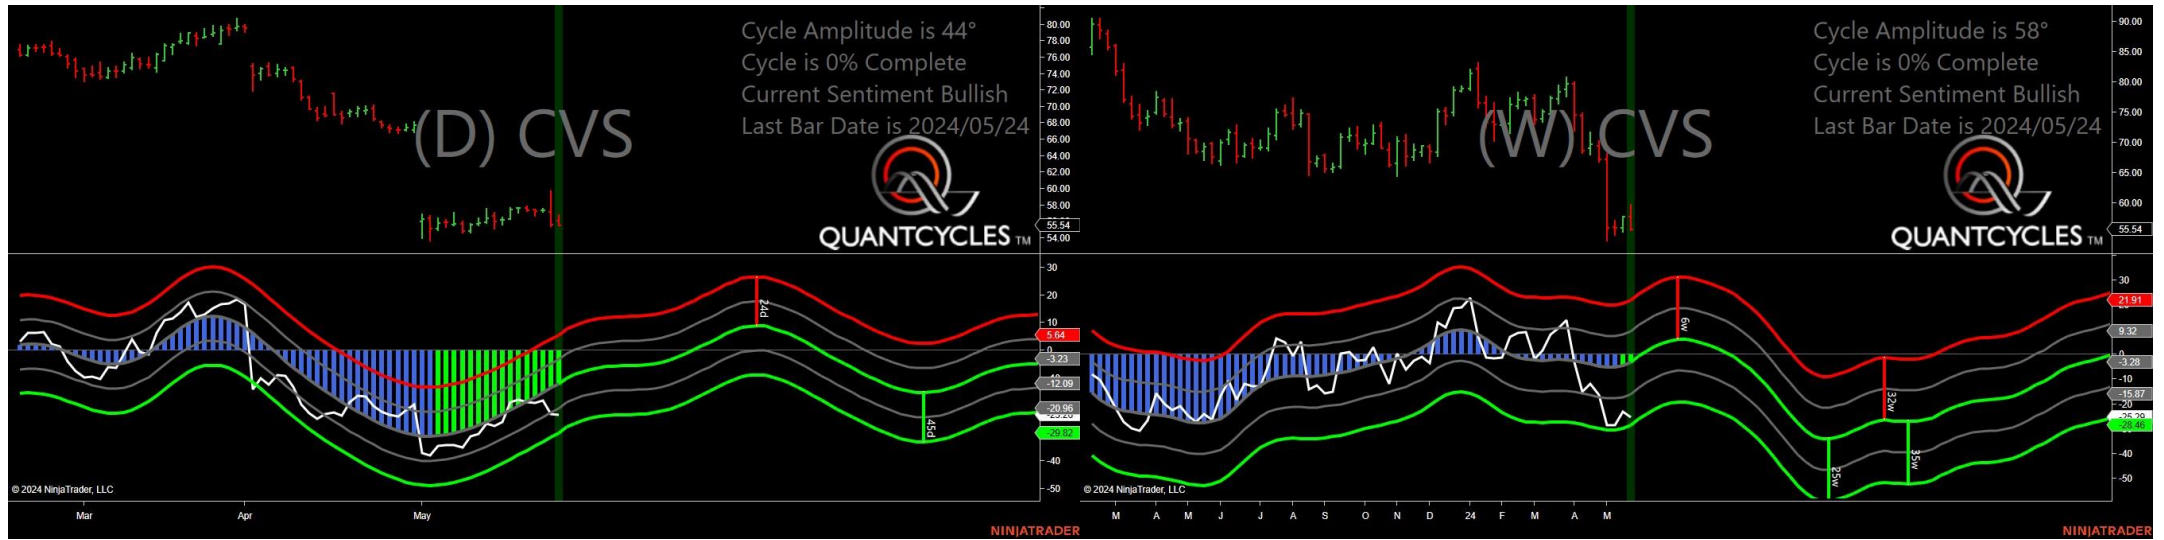 Cycle Amplitude is 44°
Cycle is 0% Complete
Current Sentiment Bullish
Last Bar Date is 2024/05/24
(D) CVS
QUANTCYCLES TM
80.00
78.00
76.00
74.00
72.00
70.00
68.00
66.00
64.00
62.00
60.00
58.00
55.54
54.00
30
20
10
5.64
0
-3.23
-12.09
-20.96
-29.82
-40
-50
24d
45d
© 2024 NinjaTrader, LLC
Mar Apr May
NINJATRADER
Cycle Amplitude is 58°
Cycle is 0% Complete
Current Sentiment Bullish
Last Bar Date is 2024/05/24
(W) CVS
QUANTCYCLES TM
90.00
85.00
80.00
75.00
70.00
65.00
60.00
55.54
30
21.91
9.32
-3.28
-10
-15.87
-20
-25.29
-28.46
-40
-50
6w
32w
25w
35w
© 2024 NinjaTrader, LLC
M A M J J A S O N D 24 F M A M
NINJATRADER